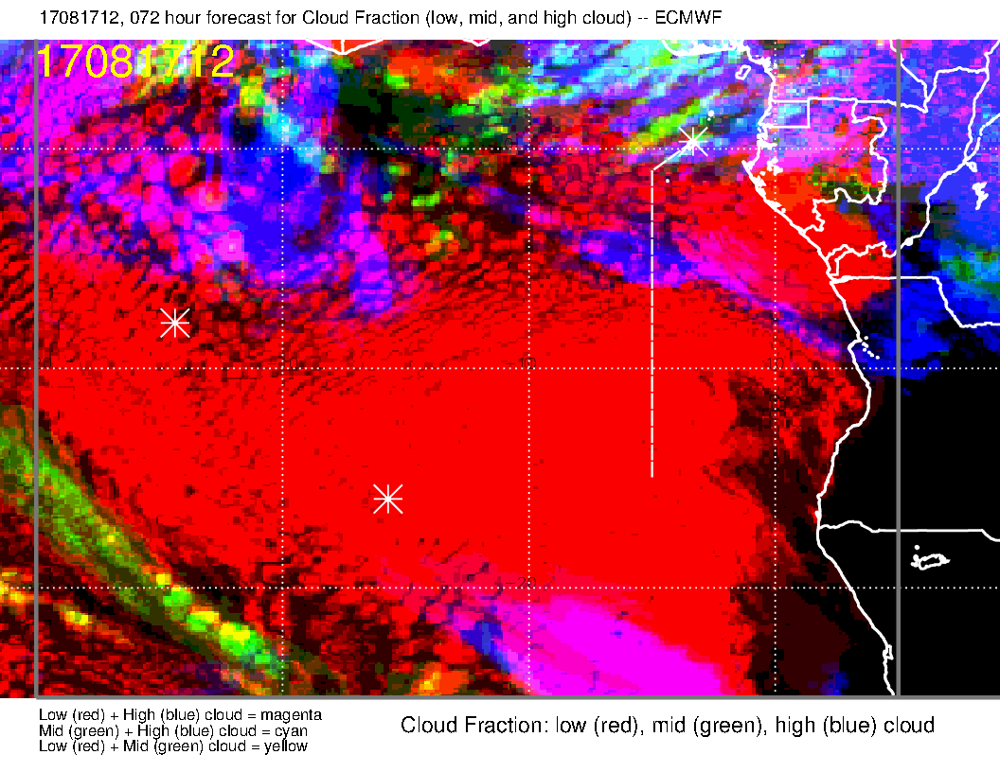 17081712, 072 hour forecast for Cloud Fraction (low, mid, and high cloud) -- ECMWF
17081712
Low (red) + High (blue) cloud = magenta
Mid (green) + High (blue) cloud = cyan
Low (red) + Mid (green) cloud = yellow
Cloud Fraction: low (red), mid (green), high (blue) cloud